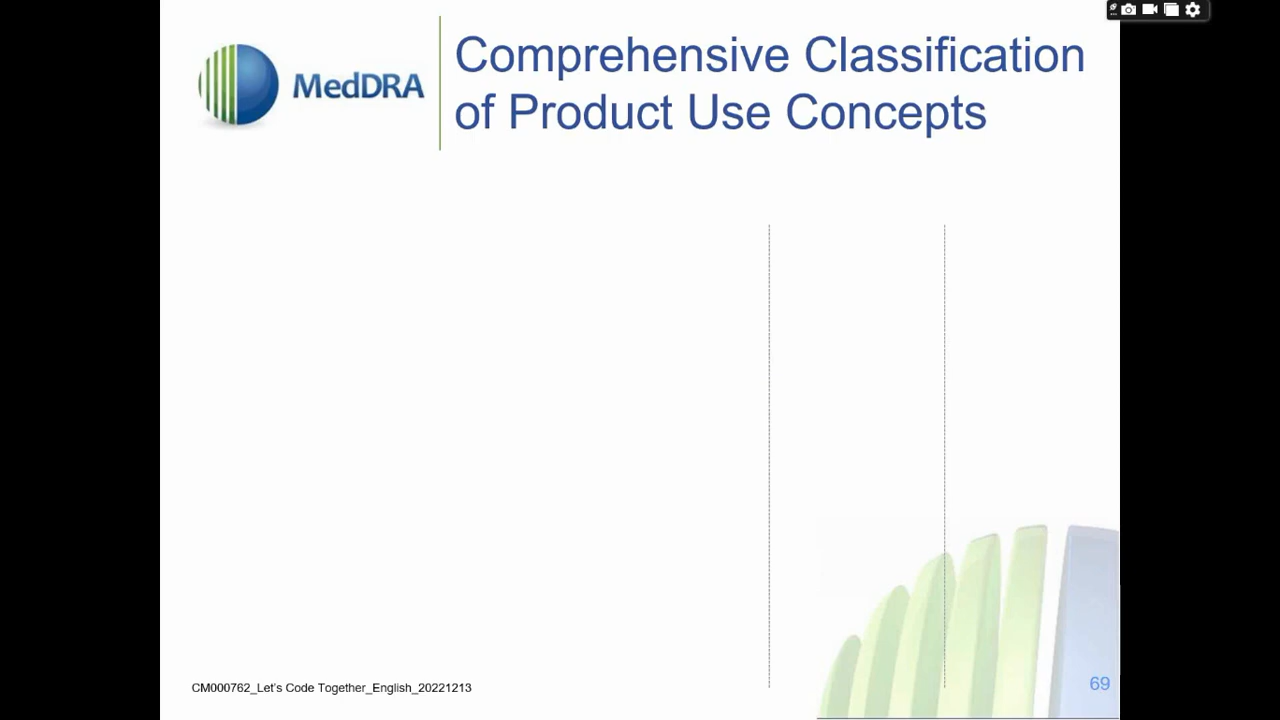 MedDRA
Comprehensive Classification
of Product Use Concepts
CM000762_Let's Code Together_English_20221213
69